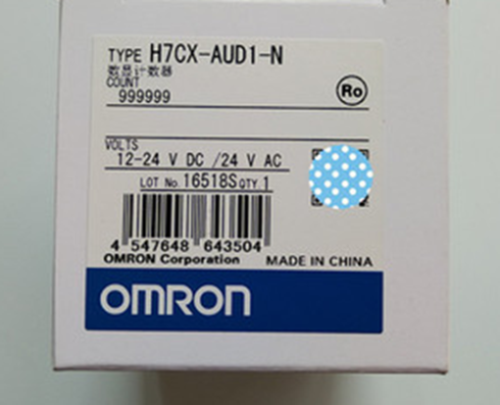 TYPE H7CX-AUD1-N
数显计数器
COUNT
999999
Ro
VOLTS
12-24 V DC /24 V AC
LOT No. 16518S QTY. 1
4 547648 643504
OMRON Corporation MADE IN CHINA
OMRON